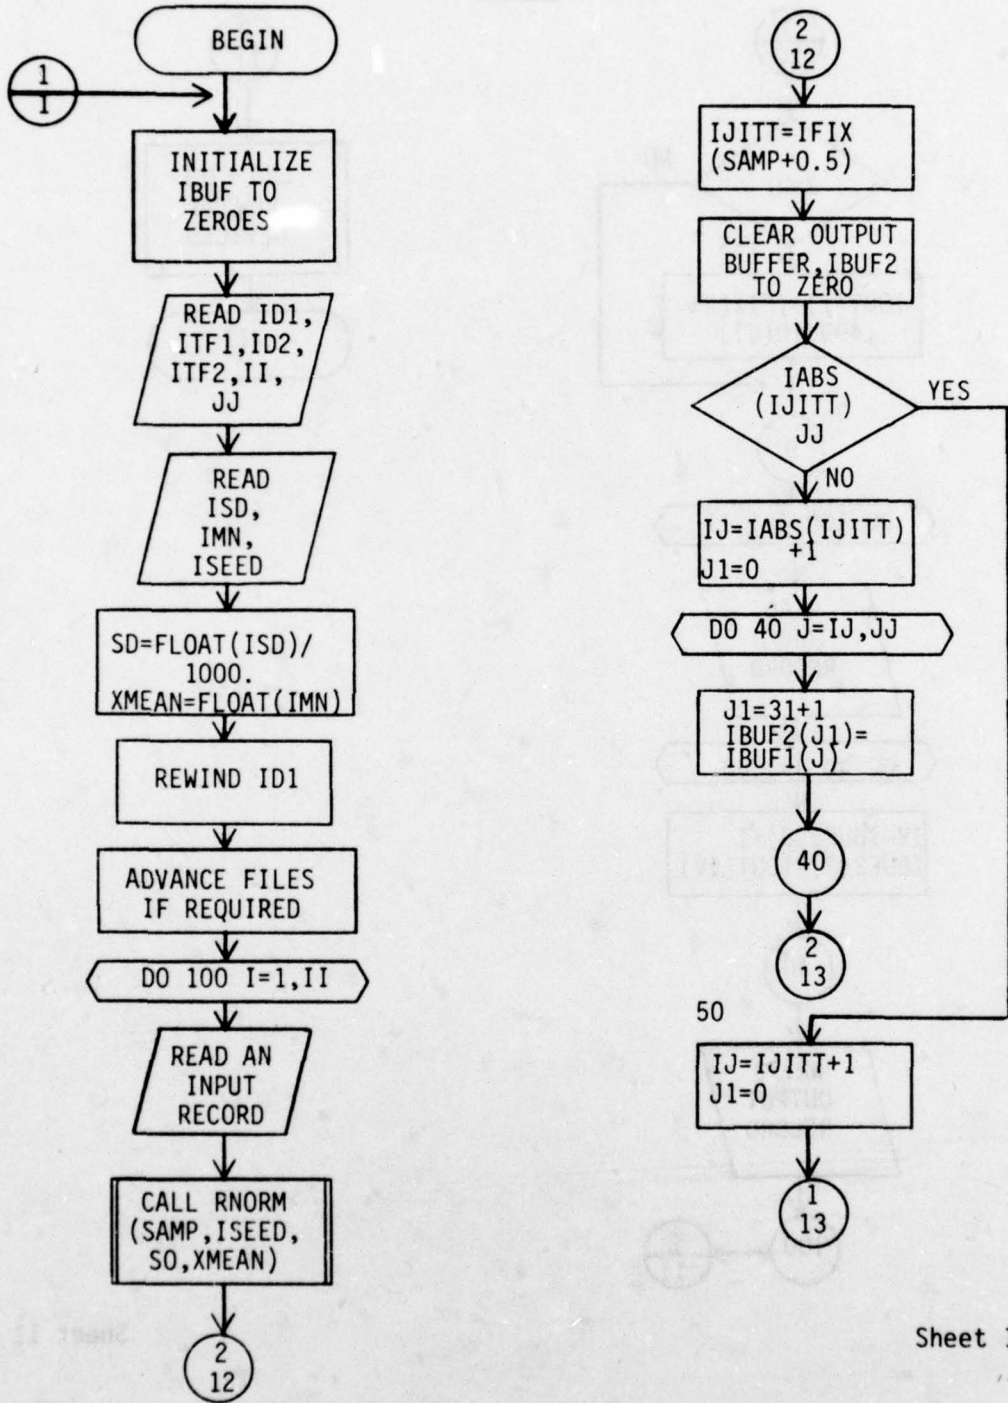 BEGIN
1
1
INITIALIZE
IBUF TO
ZEROES
READ ID1,
ITF1,ID2,
ITF2,II,
JJ
READ
ISD,
IMN,
ISEED
SD=FLOAT(ISD)/
1000.
XMEAN=FLOAT(IMN)
REWIND ID1
ADVANCE FILES
IF REQUIRED
DO 100 I=1,II
READ AN
INPUT
RECORD
CALL RNORM
(SAMP,ISEED,
SO,XMEAN)
2
12
2
12
IJITT=IFIX
(SAMP+0.5)
CLEAR OUTPUT
BUFFER,IBUF2
TO ZERO
IABS
(IJITT)
JJ
YES
NO
IJ=IABS(IJITT)
+1
J1=0
DO 40 J=IJ,JJ
J1=31+1
IBUF2(J1)=
IBUF1(J)
40
2
13
50
IJ=IJITT+1
J1=0
1
13
Sheet